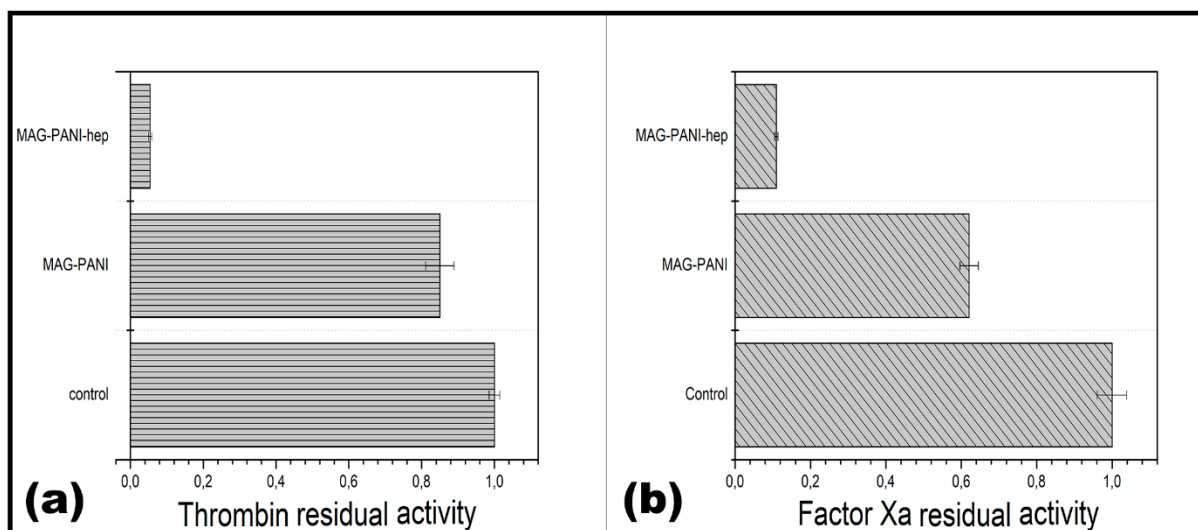 MAG-PANI-hep
MAG-PANI
control
0,0 0,2 0,4 0,6 0,8 1,0
(a) Thrombin residual activity
MAG-PANI-hep
MAG-PANI
Control
0,0 0,2 0,4 0,6 0,8 1,0
(b) Factor Xa residual activity